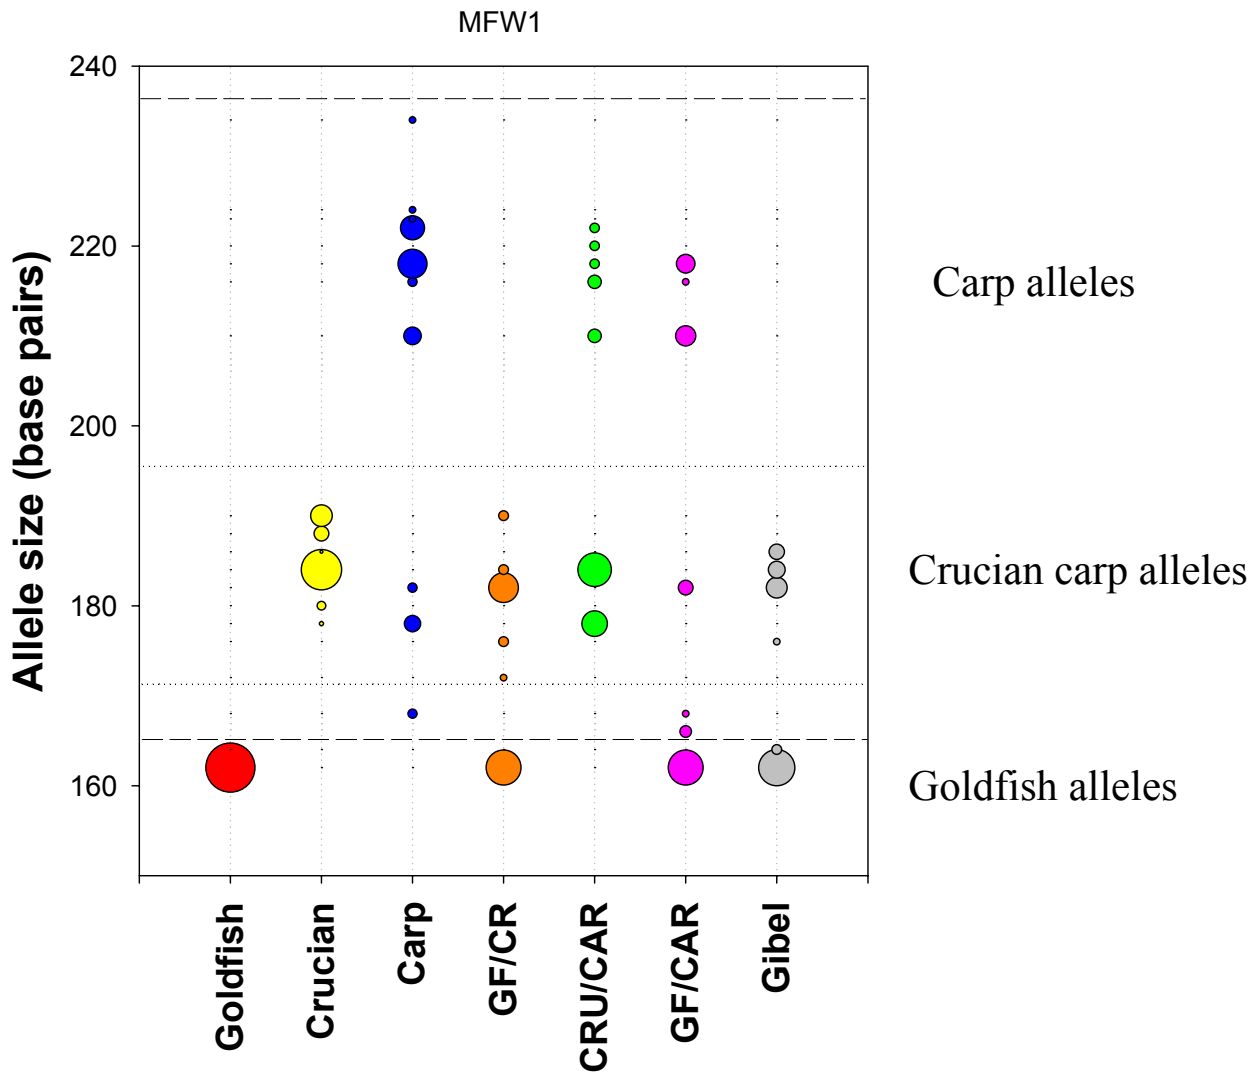 MFW1
240
220
200
180
160
Allele size (base pairs)
Carp alleles
Crucian carp alleles
Goldfish alleles
Goldfish
Crucian
Carp
GF/CR
CRU/CAR
GF/CAR
Gibel